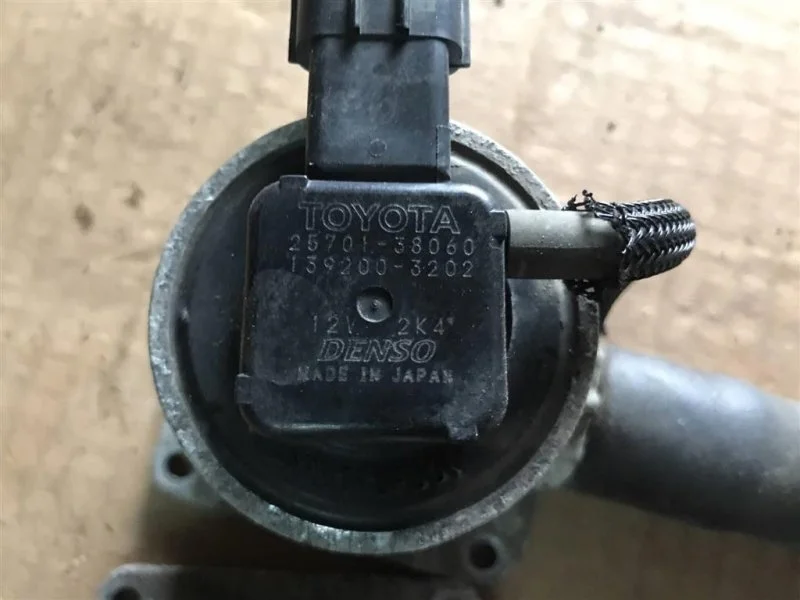 TOYOTA
25701-38060
139200-3202
12V 2K4
DENSO
MADE IN JAPAN